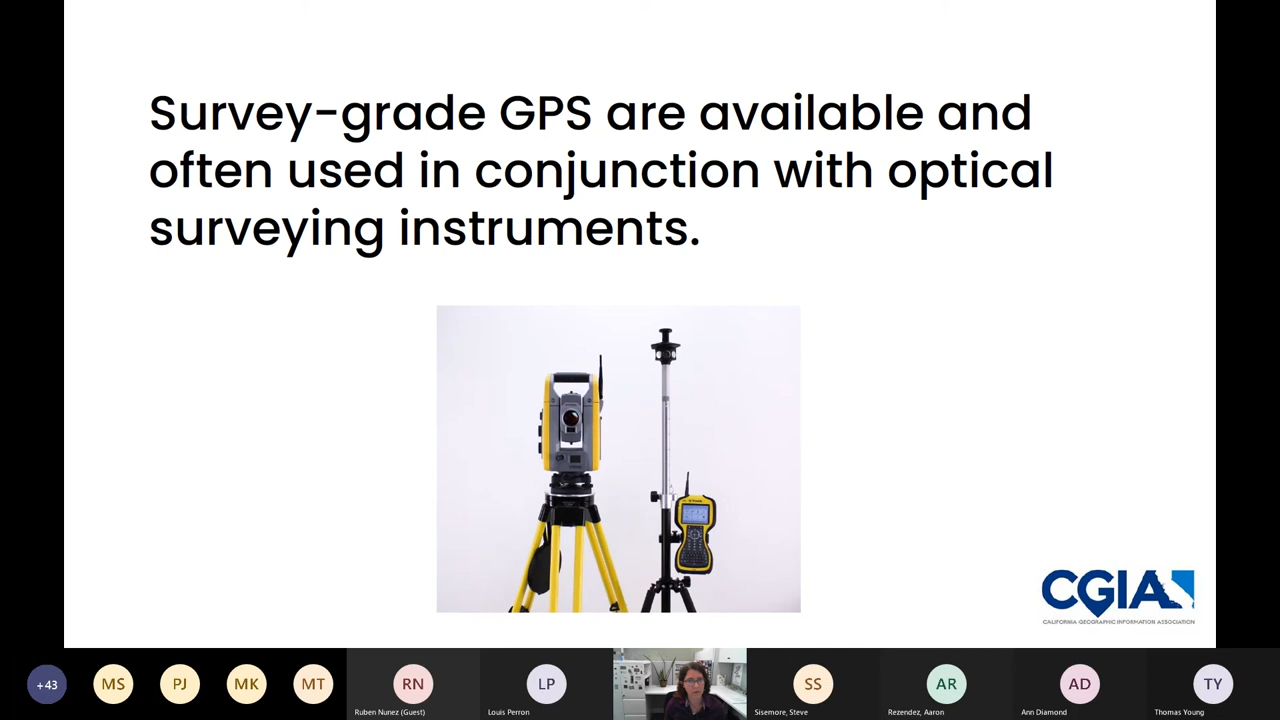 Survey-grade GPS are available and
often used in conjunction with optical
surveying instruments.
CGIA
CALIFORNIA GEOGRAPHIC INFORMATION ASSOCIATION
+43
MS
PJ
MK
MT
RN
Ruben Nunez (Guest)
LP
Louis Perron
SS
Sisemore, Steve
AR
Rezendez, Aaron
AD
Ann Diamond
TY
Thomas Young